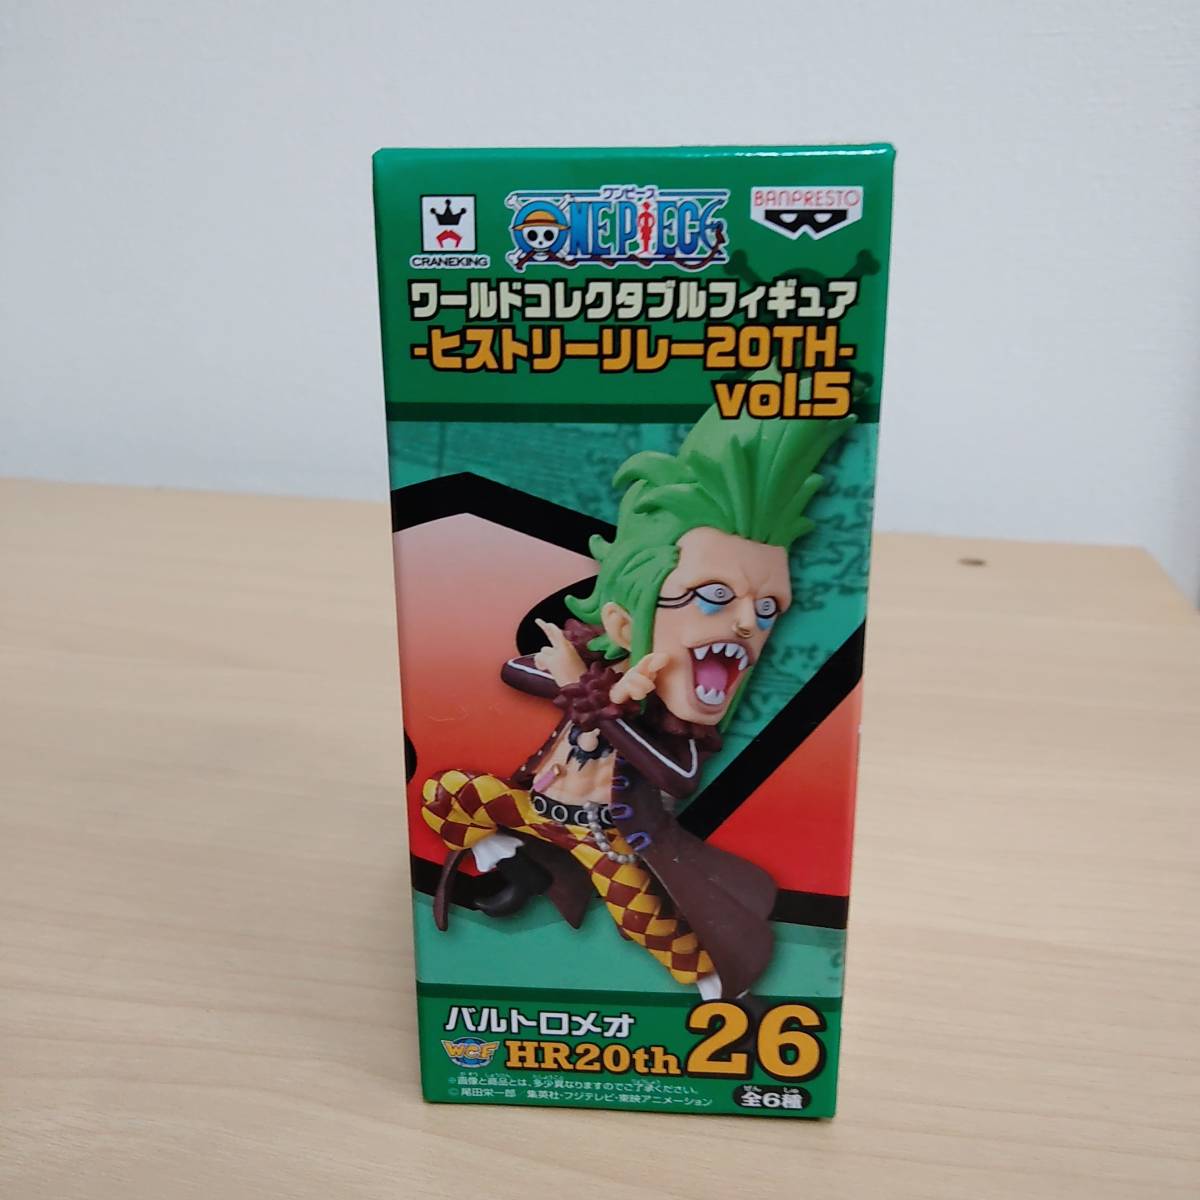 CRANEKING
ワンピース
ONE PIECE
BANPRESTO
ワールドコレクタブルフィギュア
-ヒストリーリレー20TH-
vol.5
バルトロメオ
WCF
HR20th 26
※画像と商品とは、多少異なりますのでご了承ください。
©尾田栄一郎 集英社・フジテレビ・東映アニメーション
ぜん しゅ
全6種